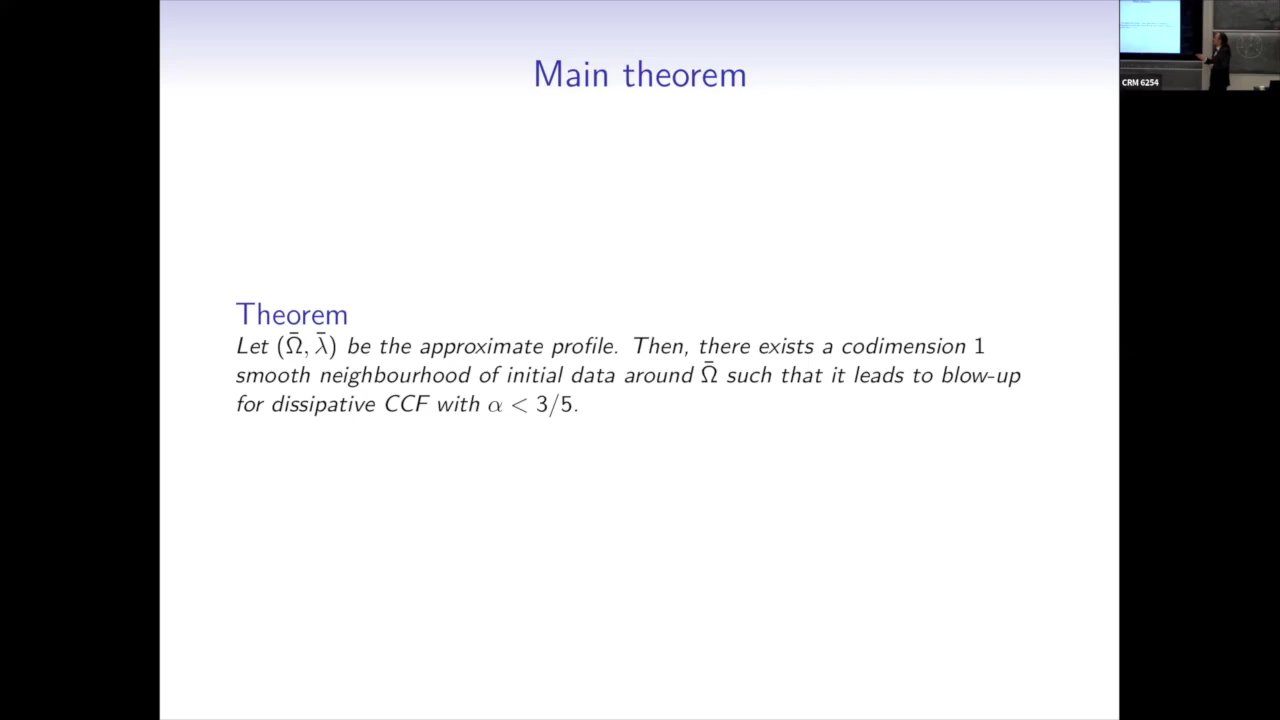 Main theorem
CRM 6254
Theorem
Let (Ω̄, λ̄) be the approximate profile. Then, there exists a codimension 1
smooth neighbourhood of initial data around Ω̄ such that it leads to blow-up
for dissipative CCF with α < 3/5.